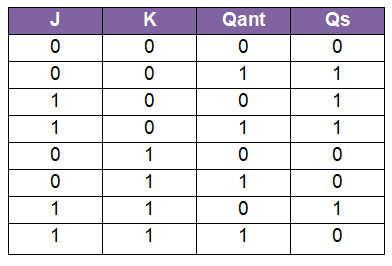 J K Qant Qs
0 0 0 0
0 0 1 1
1 0 0 1
1 0 1 1
0 1 0 0
0 1 1 0
1 1 0 1
1 1 1 0